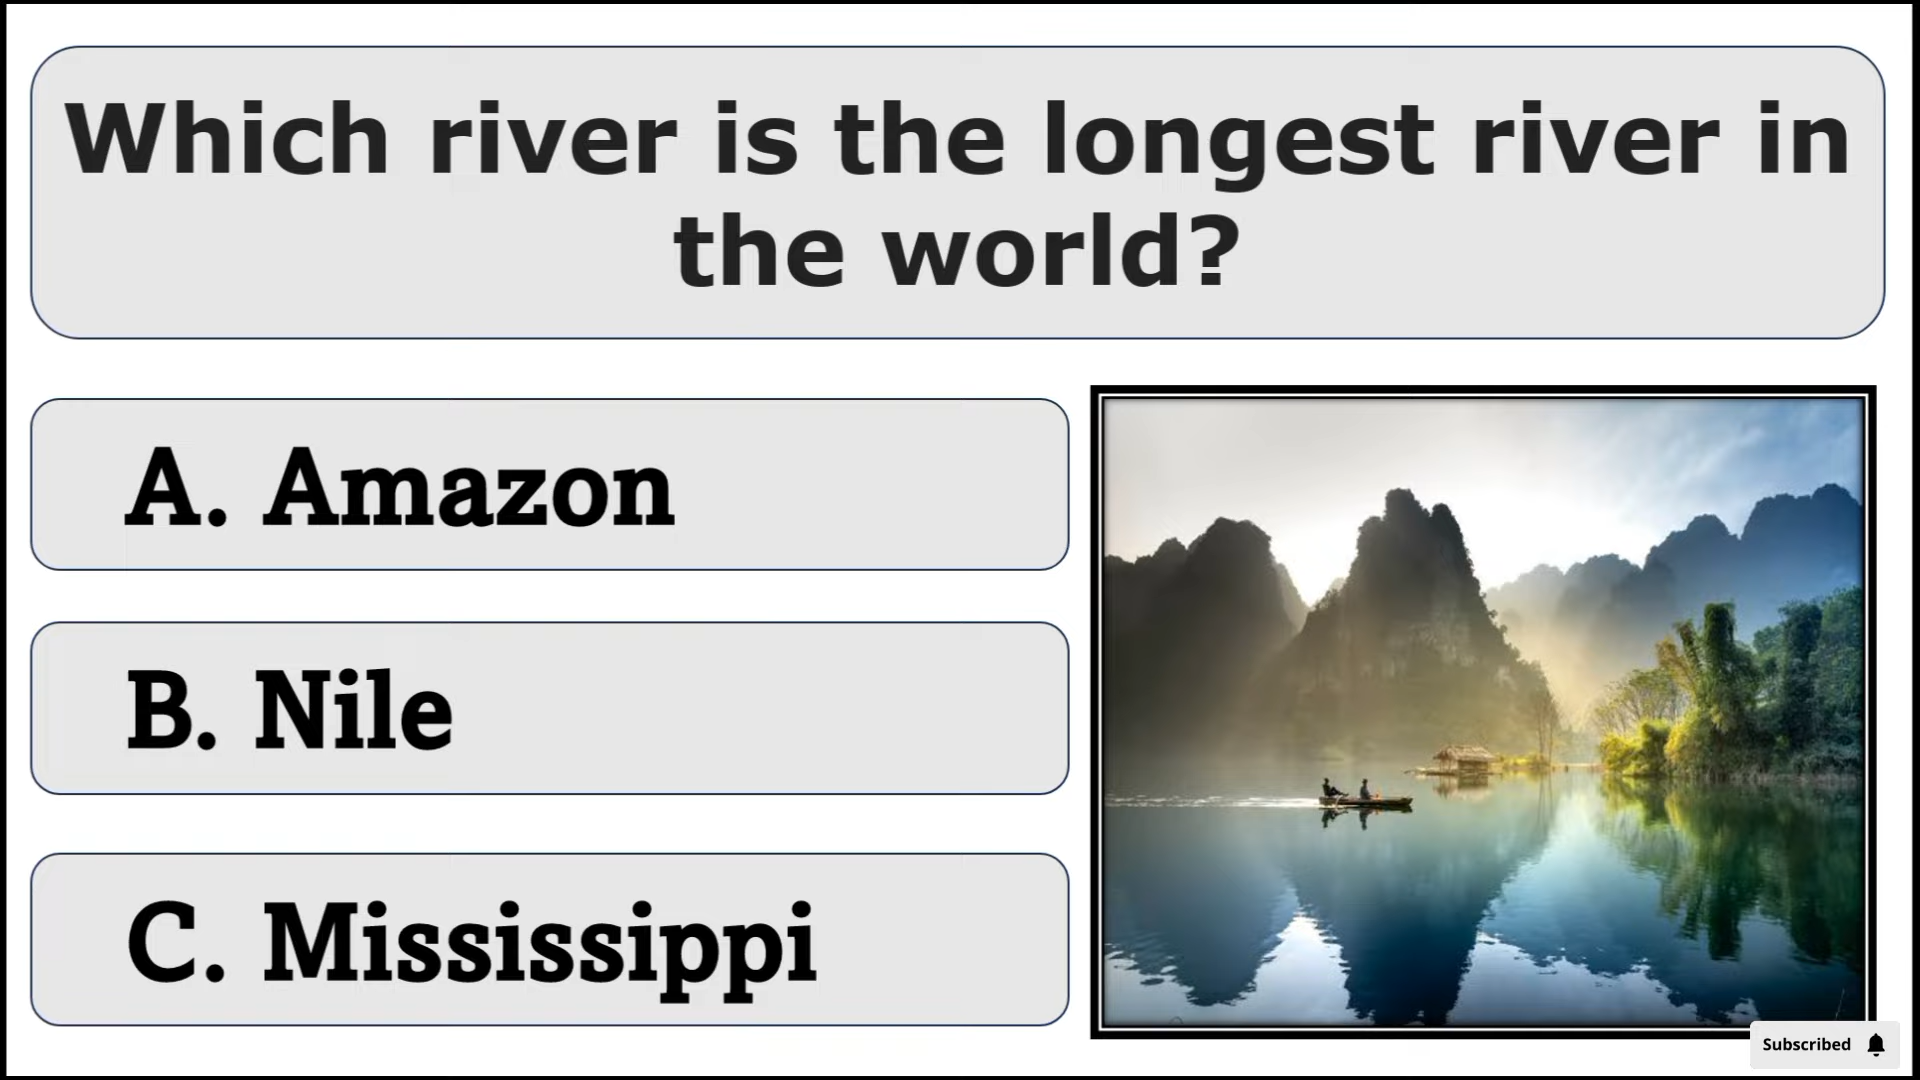 Which river is the longest river in
the world?
A. Amazon
B. Nile
C. Mississippi
Subscribed